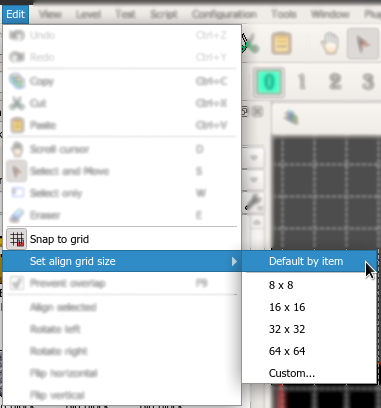 Edit View Level Test Script Configuration Tools Window
Undo Ctrl+Z
Redo Ctrl+Y
Copy Ctrl+C
Cut Ctrl+X
Paste Ctrl+V
Scroll cursor D
Select and Move S
Select only W
Eraser E
Snap to grid
Set align grid size
Prevent overlap F9
Align selected
Rotate left
Rotate right
Flip horizontal
Flip vertical
0 1 2 3
Default by item
8 x 8
16 x 16
32 x 32
64 x 64
Custom...